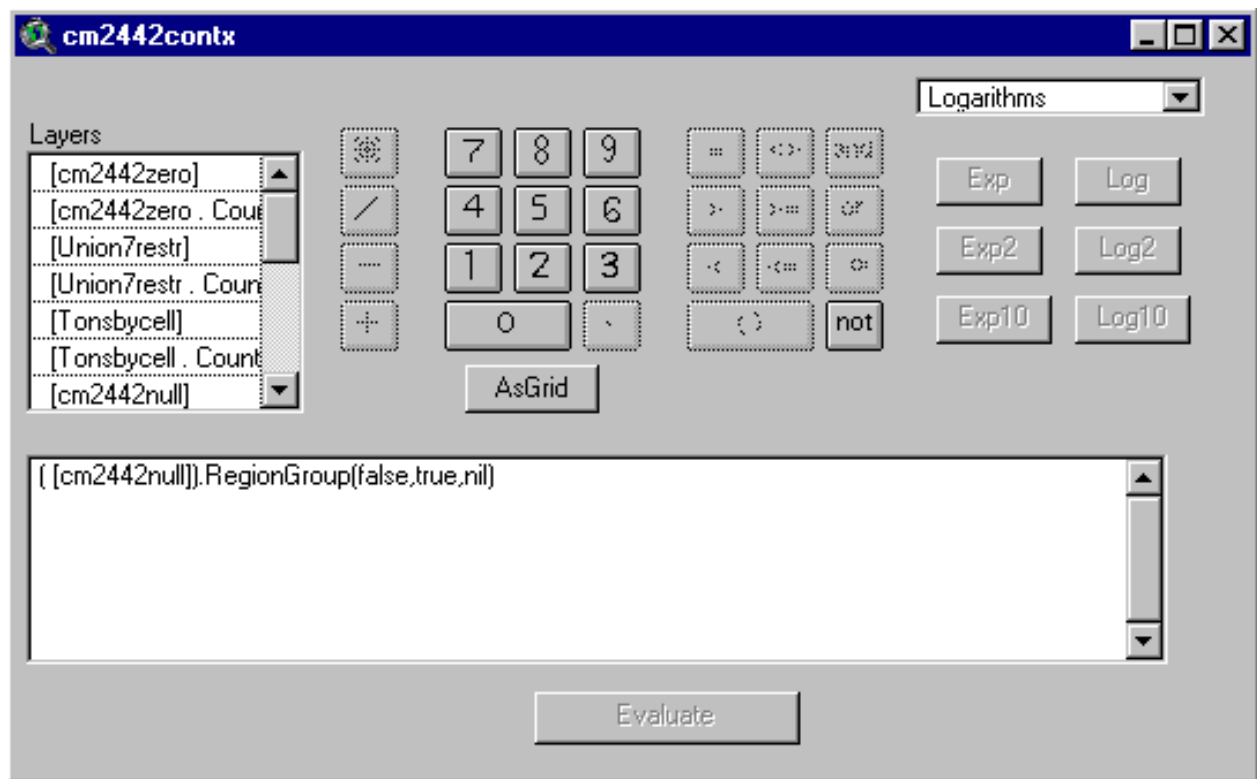 cm2442contx
Logarithms
Layers
[cm2442zero]
[cm2442zero . Cou
[Union7restr]
[Union7restr . Coun
[Tonsbycell]
[Tonsbycell . Count
[cm2442null]
7 8 9
4 5 6
1 2 3
0
not
AsGrid
Exp Log
Exp2 Log2
Exp10 Log10
( [cm2442null]).RegionGroup(false,true,nil)
Evaluate